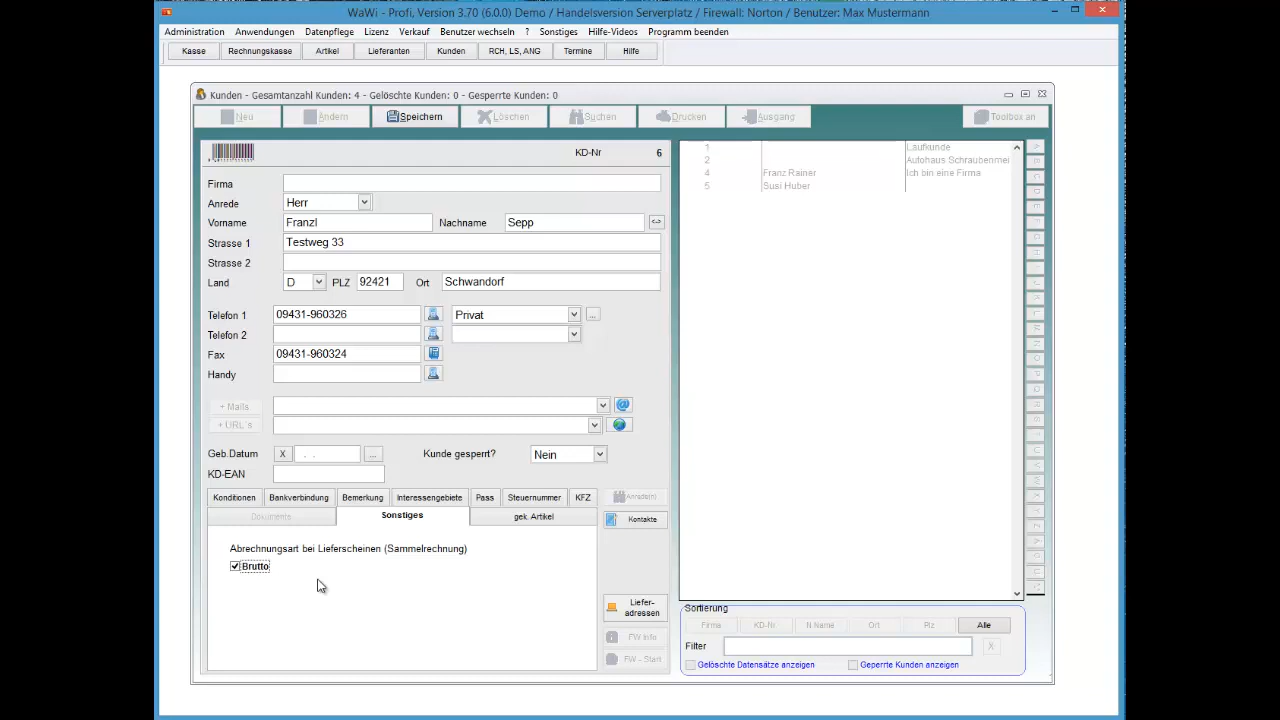 WaWi - Profi, Version 3.70 (6.0.0) Demo / Handelsversion Serverplatz / Firewall: Norton / Benutzer: Max Mustermann
Administration Anwendungen Datenpflege Lizenz Verkauf Benutzer wechseln ? Sonstiges Hilfe-Videos Programm beenden
Kasse Rechnungskasse Artikel Lieferanten Kunden RCH, LS, ANG Termine Hilfe
Kunden - Gesamtanzahl Kunden: 4 - Gelöschte Kunden: 0 - Gesperrte Kunden: 0
Neu Ändern Speichern Löschen Suchen Drucken Ausgang Toolbox an
KD-Nr 6
1 Laufkunde
2 Autohaus Schraubenmei
4 Franz Rainer Ich bin eine Firma
5 Susi Huber
Firma
Anrede Herr
Vorname Franzl Nachname Sepp <->
Strasse 1 Testweg 33
Strasse 2
Land D PLZ 92421 Ort Schwandorf
Telefon 1 09431-960326 Privat ...
Telefon 2
Fax 09431-960324
Handy
+ Mails
+ URL´s
Geb.Datum X . . ... Kunde gesperrt? Nein
KD-EAN
Konditionen Bankverbindung Bemerkung Interessengebiete Pass Steuernummer KFZ
Dokumente Sonstiges gek. Artikel Kontakte
Abrechnungsart bei Lieferscheinen (Sammelrechnung)
Brutto
Liefer-
adressen
FW Info
FW - Start
Sortierung
Firma KD-Nr N.Name Ort Plz Alle
Filter X
Gelöschte Datensätze anzeigen Geperrte Kunden anzeigen